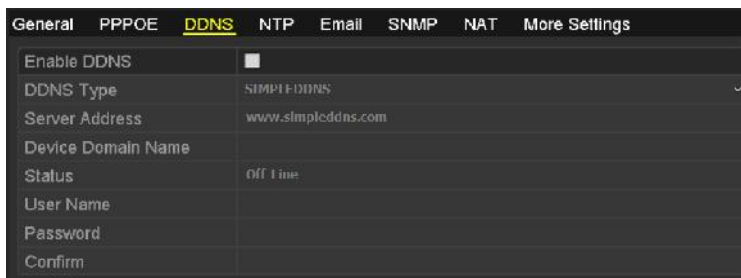 General PPPOE DDNS NTP Email SNMP NAT More Settings
Enable DDNS
DDNS Type SIMPLEDDNS
Server Address www.simpleddns.com
Device Domain Name
Status Off Line
User Name
Password
Confirm